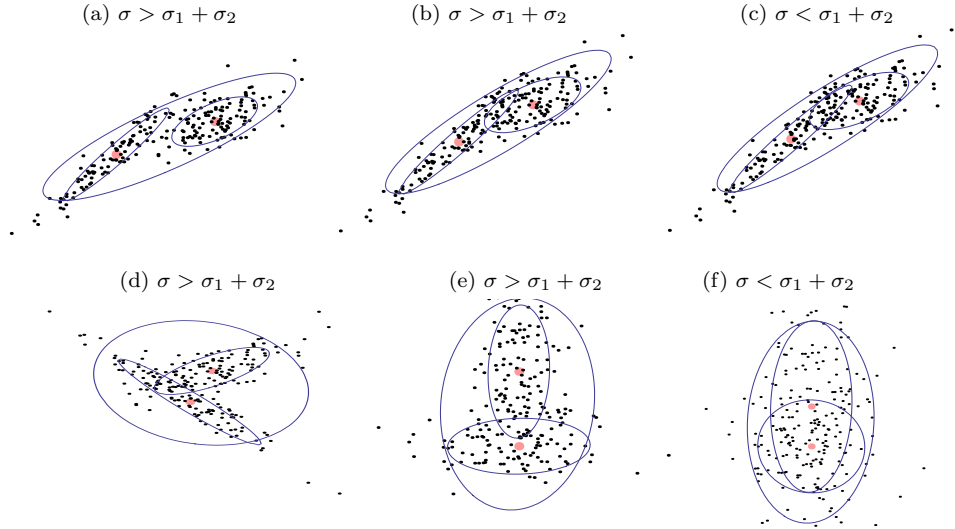 (a) σ > σ₁ + σ₂
(b) σ > σ₁ + σ₂
(c) σ < σ₁ + σ₂
(d) σ > σ₁ + σ₂
(e) σ > σ₁ + σ₂
(f) σ < σ₁ + σ₂